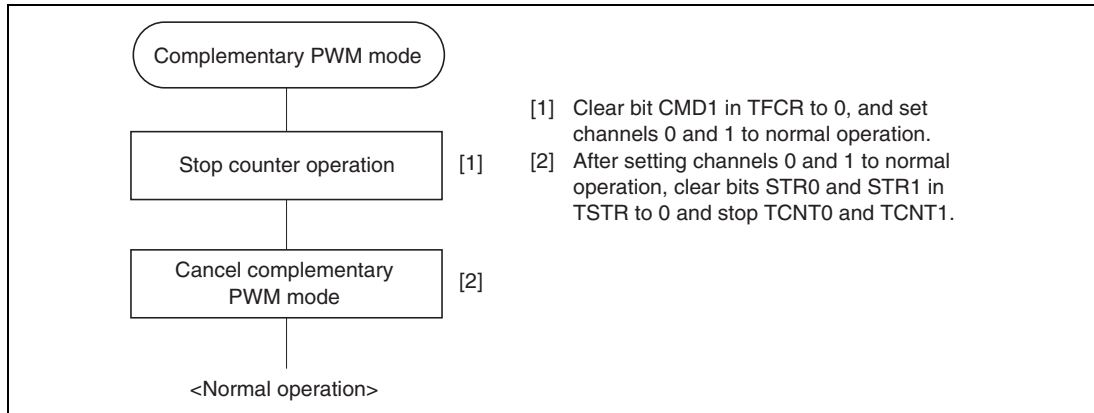 Complementary PWM mode
Stop counter operation
[1]
Cancel complementary
PWM mode
[2]
<Normal operation>
[1] Clear bit CMD1 in TFCR to 0, and set
channels 0 and 1 to normal operation.
[2] After setting channels 0 and 1 to normal
operation, clear bits STR0 and STR1 in
TSTR to 0 and stop TCNT0 and TCNT1.